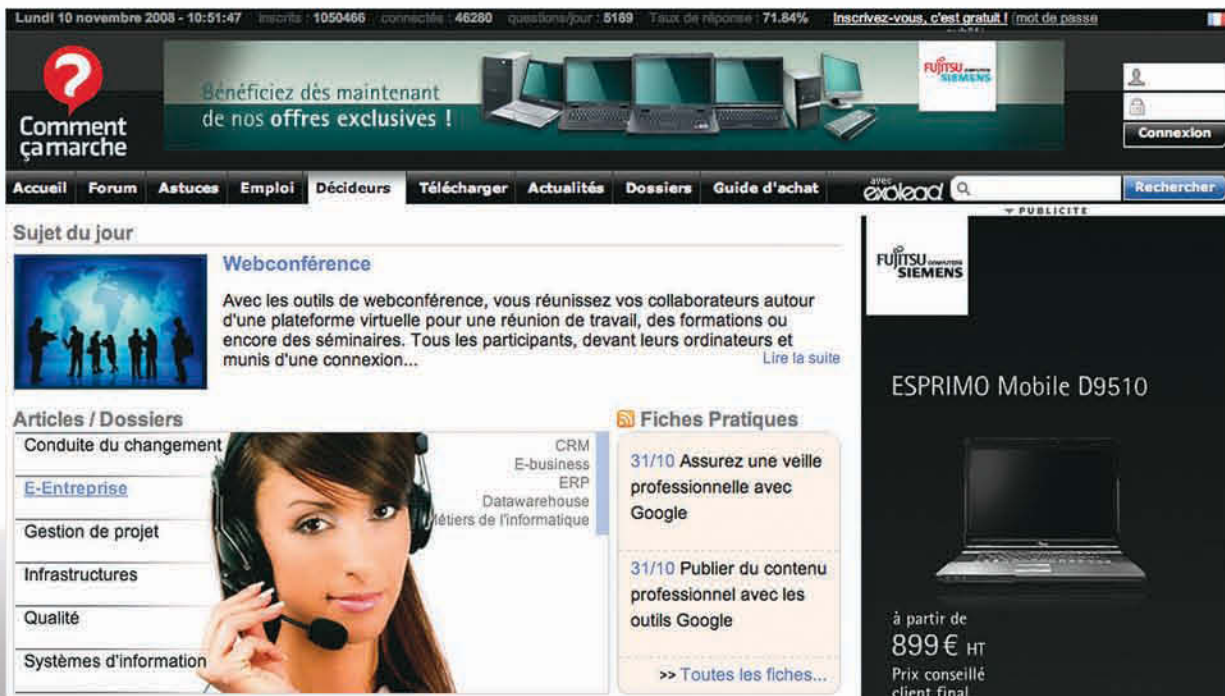 Lundi 10 novembre 2008 - 10:51:47 inscrits : 1050466 connectés : 46280 questions/jour : 5189 Taux de réponse : 71.84% Inscrivez-vous, c'est gratuit ! (mot de passe
Comment
ça marche
Bénéficiez dès maintenant
de nos offres exclusives !
FUJITSU COMPUTERS
SIEMENS
Connexion
Accueil Forum Astuces Emploi Décideurs Télécharger Actualités Dossiers Guide d'achat avec exalead Rechercher
PUBLICITE
Sujet du jour
Webconférence
Avec les outils de webconférence, vous réunissez vos collaborateurs autour
d'une plateforme virtuelle pour une réunion de travail, des formations ou
encore des séminaires. Tous les participants, devant leurs ordinateurs et
munis d'une connexion... Lire la suite
Articles / Dossiers
Conduite du changement
E-Entreprise
Gestion de projet
Infrastructures
Qualité
Systèmes d'information
CRM
E-business
ERP
Datawarehouse
Métiers de l'informatique
Fiches Pratiques
31/10 Assurez une veille
professionnelle avec
Google
31/10 Publier du contenu
professionnel avec les
outils Google
>> Toutes les fiches...
FUJITSU COMPUTERS
SIEMENS
ESPRIMO Mobile D9510
à partir de
899 € HT
Prix conseillé
client final